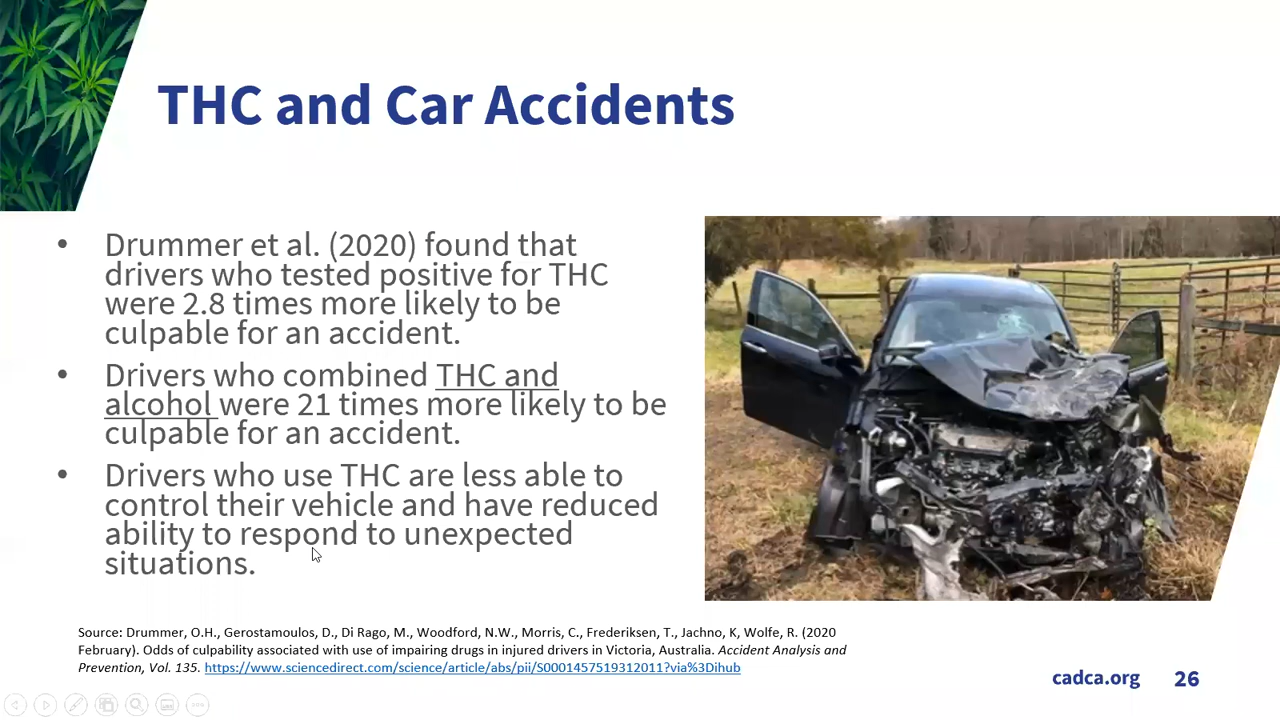 THC and Car Accidents
• Drummer et al. (2020) found that
drivers who tested positive for THC
were 2.8 times more likely to be
culpable for an accident.
• Drivers who combined THC and
alcohol were 21 times more likely to be
culpable for an accident.
• Drivers who use THC are less able to
control their vehicle and have reduced
ability to respond to unexpected
situations.
Source: Drummer, O.H., Gerostamoulos, D., Di Rago, M., Woodford, N.W., Morris, C., Frederiksen, T., Jachno, K, Wolfe, R. (2020
February). Odds of culpability associated with use of impairing drugs in injured drivers in Victoria, Australia. Accident Analysis and
Prevention, Vol. 135. https://www.sciencedirect.com/science/article/abs/pii/S0001457519312011?via%3Dihub
cadca.org 26